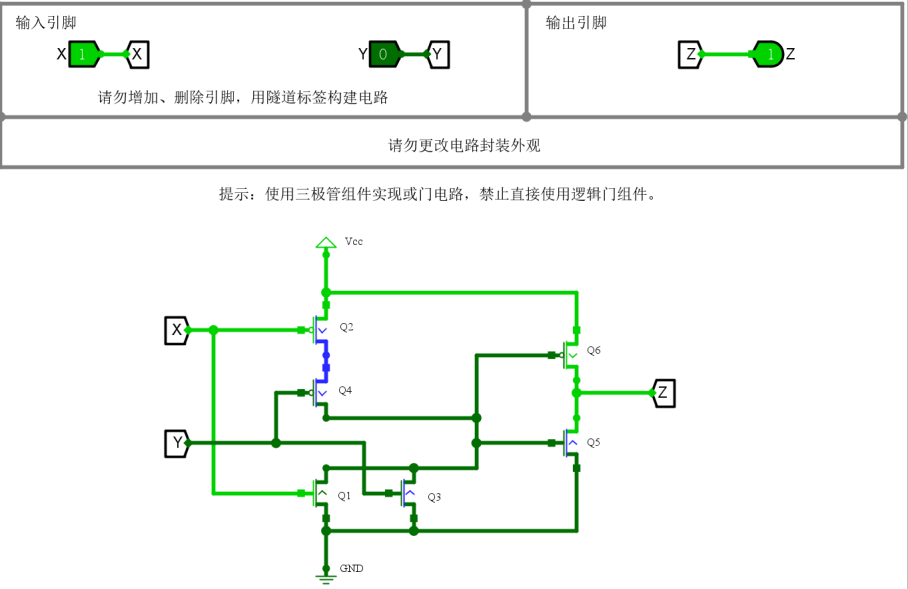 输入引脚
输出引脚
X 1 X
Y 0 Y
Z 1 Z
请勿增加、删除引脚，用隧道标签构建电路
请勿更改电路封装外观
提示：使用三极管组件实现或门电路，禁止直接使用逻辑门组件。
Vcc
X
Q2
Q6
Q4
Z
Y
Q5
Q1
Q3
GND